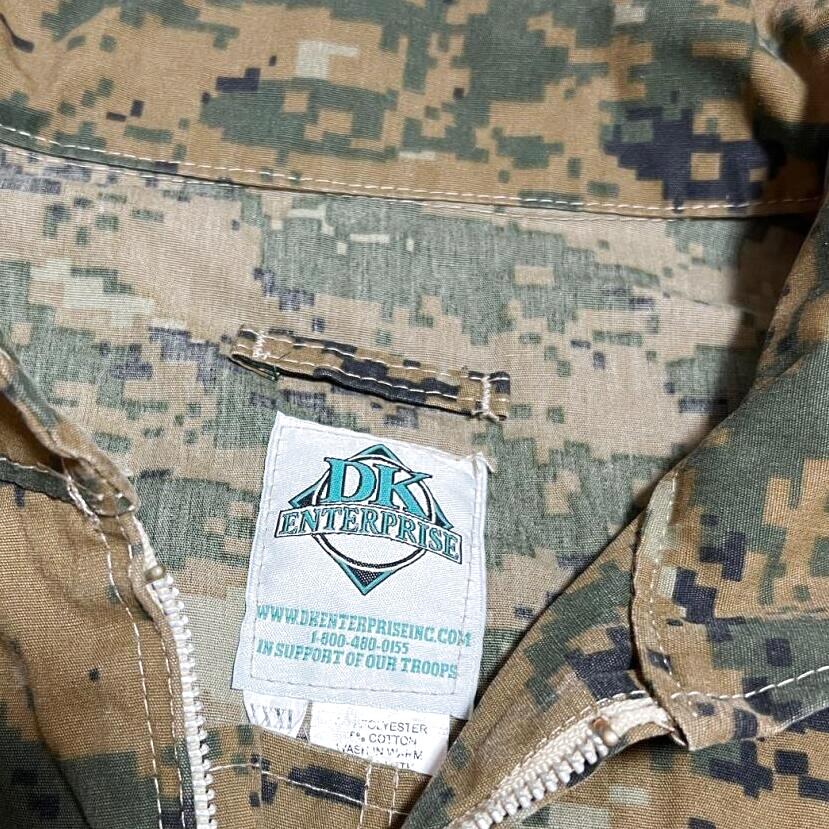 DK
ENTERPRISE
WWW.DKENTERPRISEINC.COM
1-800-480-0155
IN SUPPORT OF OUR TROOPS
XXXL
POLYESTER
% COTTON
WASH IN WARM